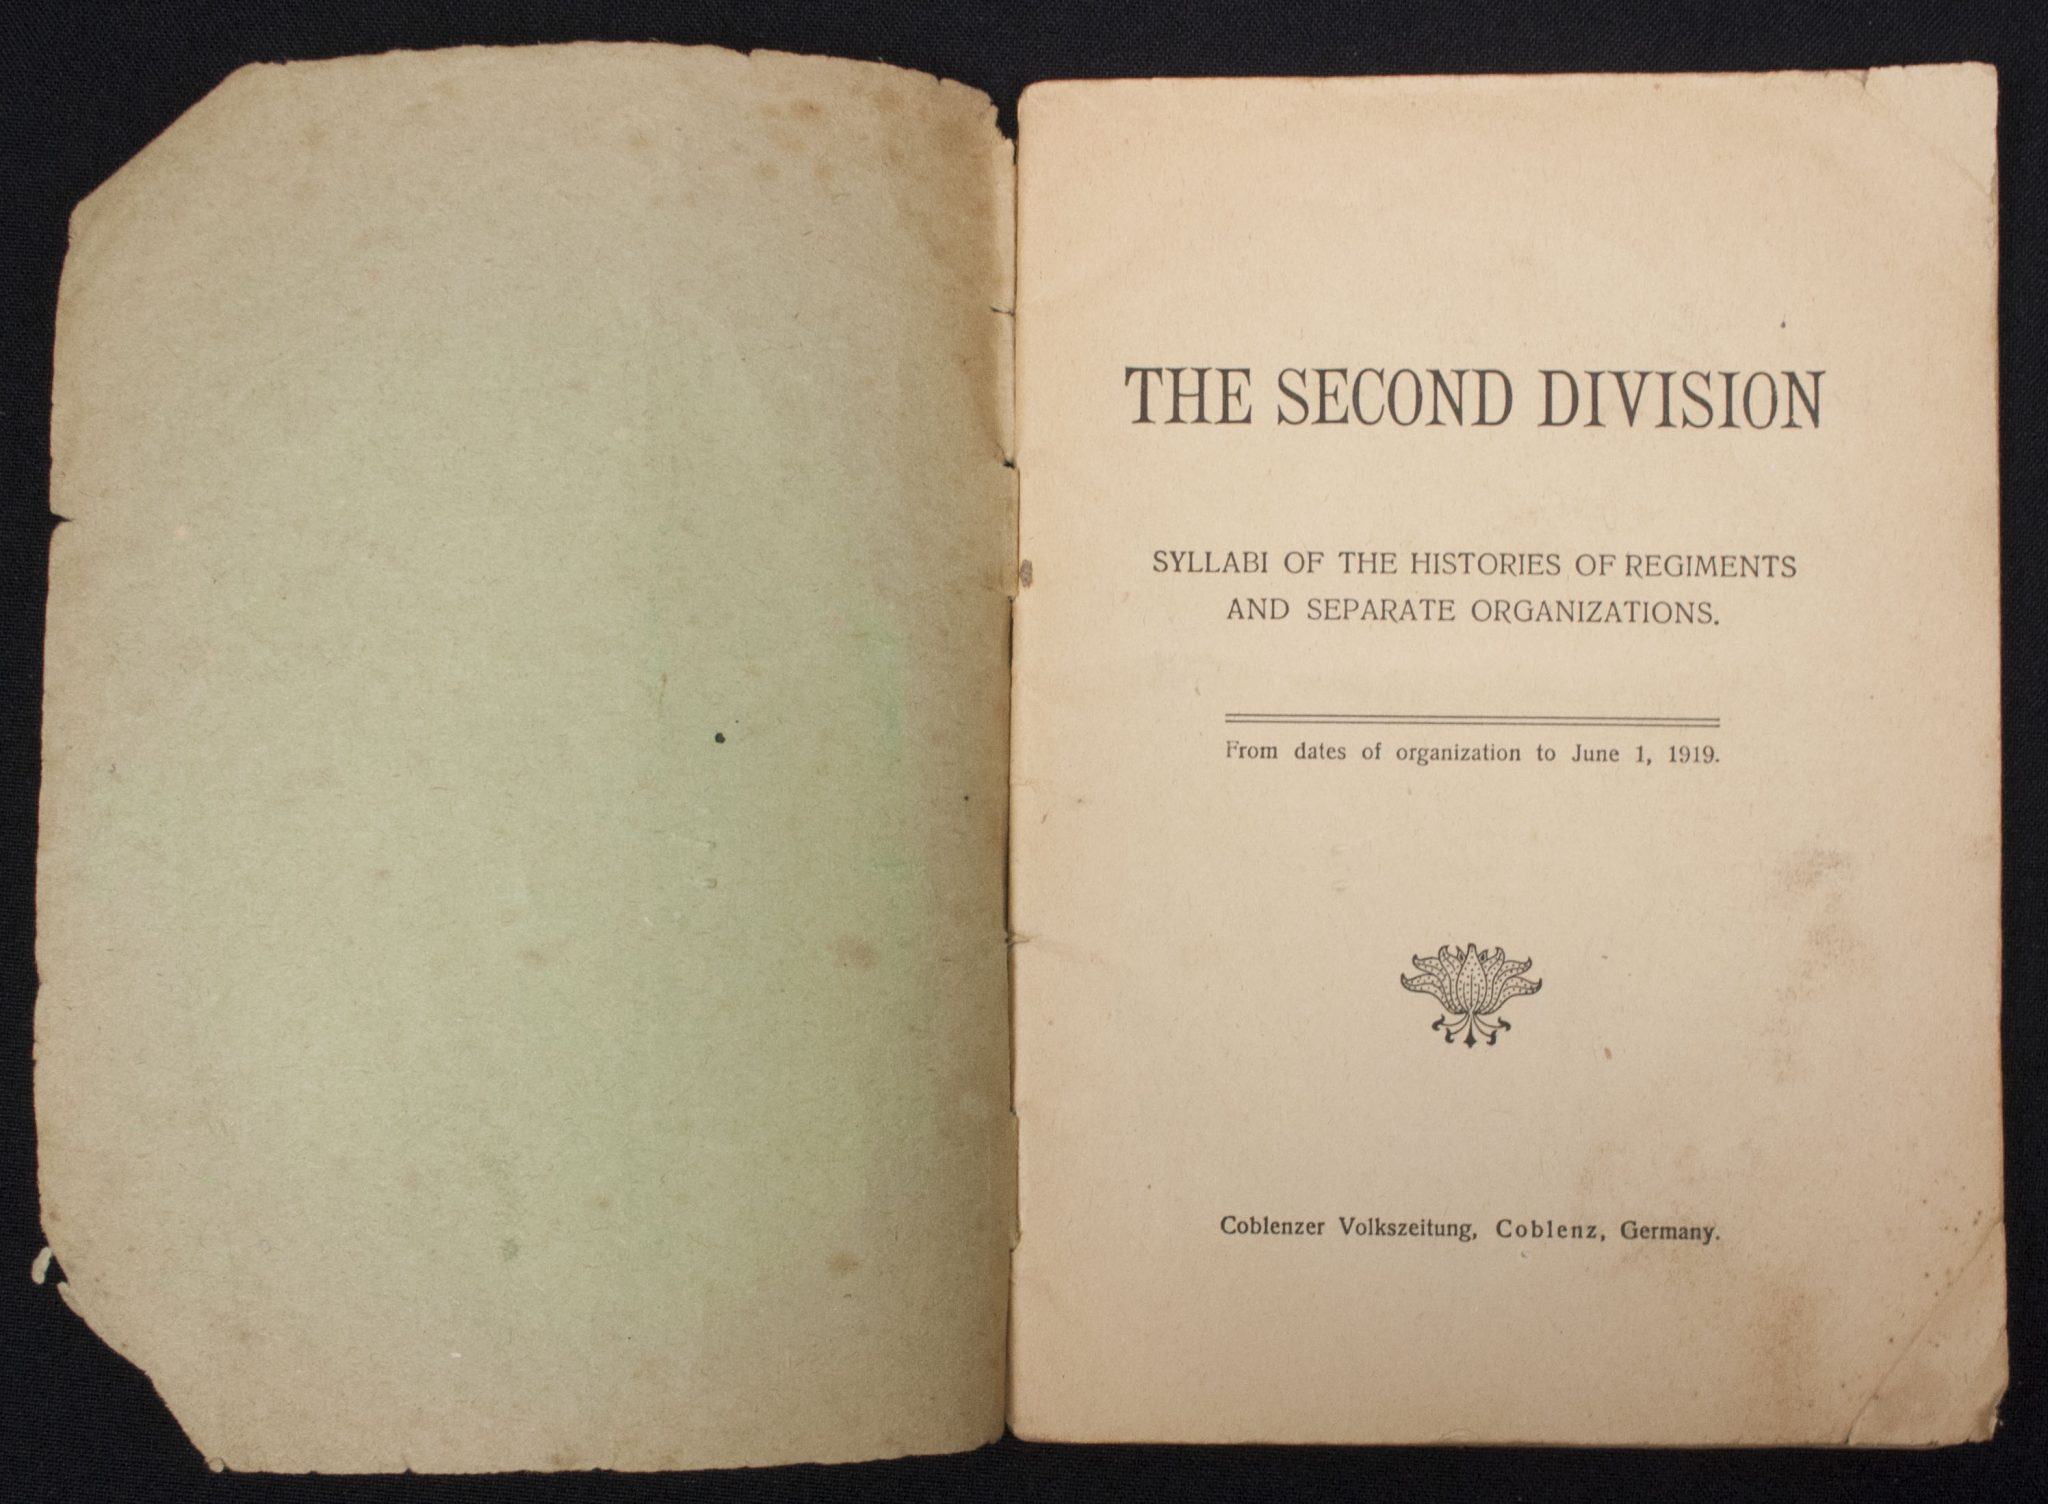 THE SECOND DIVISION
SYLLABI OF THE HISTORIES OF REGIMENTS
AND SEPARATE ORGANIZATIONS.
From dates of organization to June 1, 1919.
Coblenzer Volkszeitung, Coblenz, Germany.